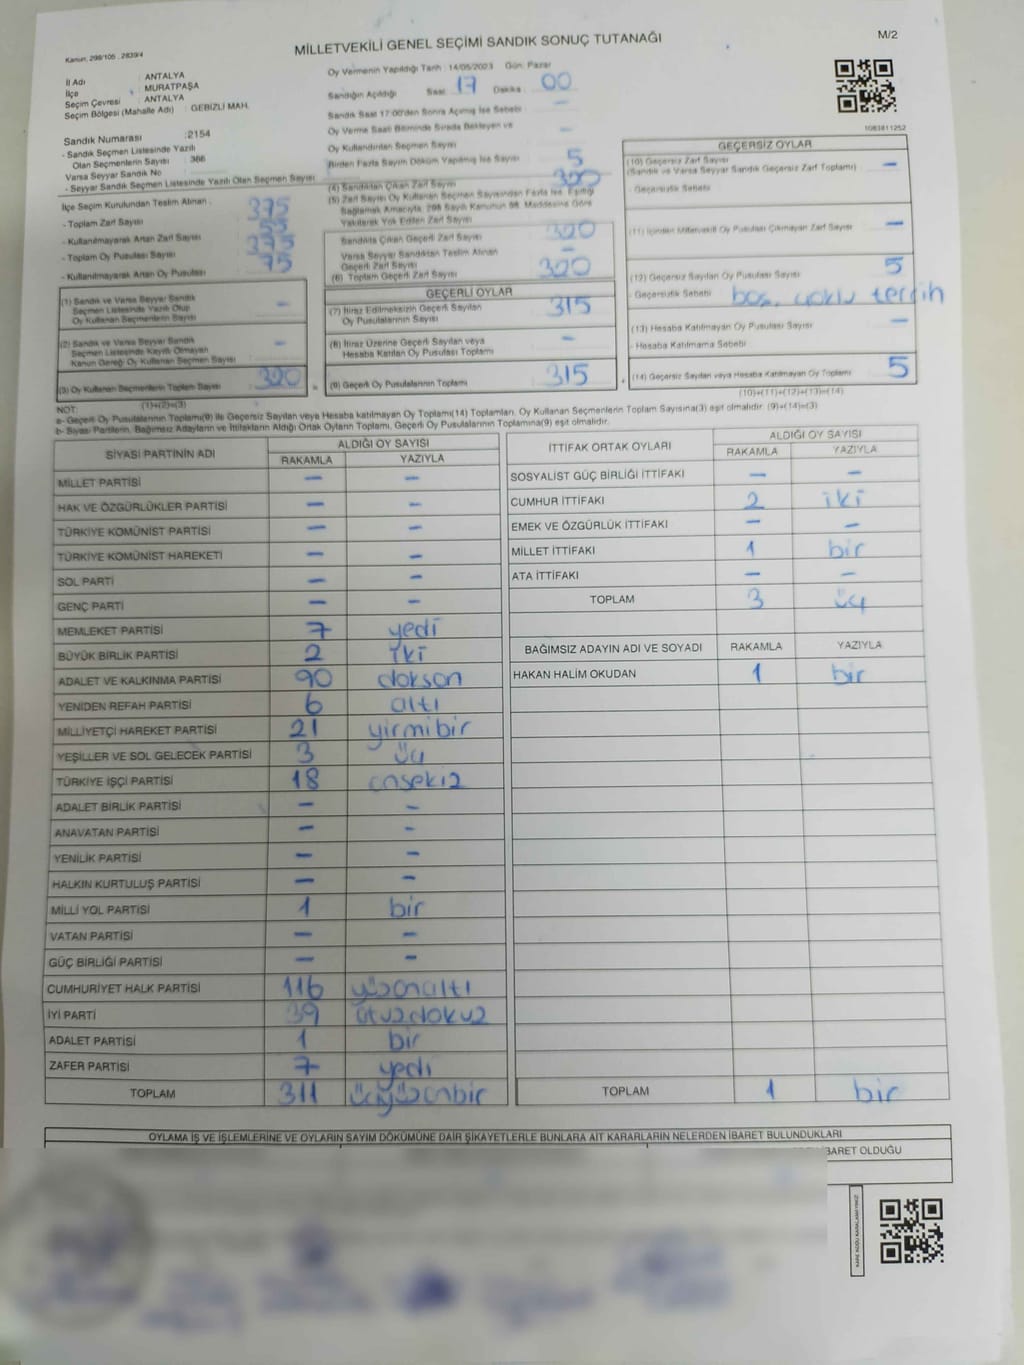 M/2
MİLLETVEKİLİ GENEL SEÇİMİ SANDIK SONUÇ TUTANAĞI
Kanun, 298/105 . 2839/4
İl Adı : ANTALYA
İlçe : MURATPAŞA
Seçim Çevresi : ANTALYA
Seçim Bölgesi (Mahalle Adı) : GEBİZLİ MAH.
Sandık Numarası :2154
- Sandık Seçmen Listesinde Yazılı
Olan Seçmenlerin Sayısı : 366
Varsa Seyyar Sandık No
- Seyyar Sandık Seçmen Listesinde Yazılı Olan Seçmen Sayısı :
İlçe Seçim Kurulundan Teslim Alınan :
- Toplam Zarf Sayısı 375
- Kullanılmayarak Artan Zarf Sayısı 55
- Toplam Oy Pusulası Sayısı 375
- Kullanılmayarak Artan Oy Pusulası 75
Oy Vermenin Yapıldığı Tarih : 14/05/2023 Gün: Pazar
Sandığın Açıldığı Saat 17 Dakika 00
Sandık Saat 17:00'den Sonra Açılmış İse Sebebi -
Oy Verme Saati Bitiminde Sırada Bekleyen ve
Oy Kullandırılan Seçmen Sayısı -
Birden Fazla Sayım Döküm Yapılmış İse Sayısı 5
(4) Sandıktan Çıkan Zarf Sayısı 320
(5) Zarf Sayısı Oy Kullanan Seçmen Sayısından Fazla İse, Eşitliği
Sağlamak Amacıyla, 298 Sayılı Kanunun 98. Maddesine Göre
Yakılarak Yok Edilen Zarf Sayısı
Sandıkta Çıkan Geçerli Zarf Sayısı 320
Varsa Seyyar Sandıktan Teslim Alınan
Geçerli Zarf Sayısı -
(6) Toplam Geçerli Zarf Sayısı 320
GEÇERLİ OYLAR
(7) İtiraz Edilmeksizin Geçerli Sayılan
Oy Pusulalarının Sayısı 315
(8) İtiraz Üzerine Geçerli Sayılan veya
Hesaba Katılan Oy Pusulası Toplamı -
(9) Geçerli Oy Pusulalarının Toplamı 315
(1) Sandık ve Varsa Seyyar Sandık
Seçmen Listesinde Yazılı Olup
Oy Kullanan Seçmenlerin Sayısı -
(2) Sandık ve Varsa Seyyar Sandık
Seçmen Listesinde Kayıtlı Olmayan
Kanun Gereği Oy Kullanan Seçmen Sayısı -
(3) Oy Kullanan Seçmenlerin Toplam Sayısı 320
(1)+(2)=(3)
1083811252
GEÇERSİZ OYLAR
(10) Geçersiz Zarf Sayısı
(Sandık ve Varsa Seyyar Sandık Geçersiz Zarf Toplamı) -
- Geçersizlik Sebebi
(11) İçinden Milletvekili Oy Pusulası Çıkmayan Zarf Sayısı -
(12) Geçersiz Sayılan Oy Pusulası Sayısı 5
- Geçersizlik Sebebi boş, çoklu tercih
(13) Hesaba Katılmayan Oy Pusulası Sayısı -
- Hesaba Katılmama Sebebi
(14) Geçersiz Sayılan veya Hesaba Katılmayan Oy Toplamı 5
(10)+(11)+(12)+(13)=(14)
NOT:
a- Geçerli Oy Pusulalarının Toplamı(9) ile Geçersiz Sayılan veya Hesaba katılmayan Oy Toplamı(14) Toplamları, Oy Kullanan Seçmenlerin Toplam Sayısına(3) eşit olmalıdır. (9)+(14)=(3)
b- Siyasi Partilerin, Bağımsız Adayların ve İttifakların Aldığı Ortak Oyların Toplamı, Geçerli Oy Pusulalarının Toplamına(9) eşit olmalıdır.
SİYASİ PARTİNİN ADI ALDIĞI OY SAYISI
RAKAMLA YAZIYLA
MİLLET PARTİSİ - -
HAK VE ÖZGÜRLÜKLER PARTİSİ - -
TÜRKİYE KOMÜNİST PARTİSİ - -
TÜRKİYE KOMÜNİST HAREKETİ - -
SOL PARTİ - -
GENÇ PARTİ - -
MEMLEKET PARTİSİ 7 yedi
BÜYÜK BİRLİK PARTİSİ 2 iki
ADALET VE KALKINMA PARTİSİ 90 dokson
YENİDEN REFAH PARTİSİ 6 altı
MİLLİYETÇİ HAREKET PARTİSİ 21 yirmibir
YEŞİLLER VE SOL GELECEK PARTİSİ 3 üç
TÜRKİYE İŞÇİ PARTİSİ 18 onsekiz
ADALET BİRLİK PARTİSİ - -
ANAVATAN PARTİSİ - -
YENİLİK PARTİSİ - -
HALKIN KURTULUŞ PARTİSİ - -
MİLLİ YOL PARTİSİ 1 bir
VATAN PARTİSİ - -
GÜÇ BİRLİĞİ PARTİSİ - -
CUMHURİYET HALK PARTİSİ 116 yüzonaltı
İYİ PARTİ 39 otuzdokuz
ADALET PARTİSİ 1 bir
ZAFER PARTİSİ 7 yedi
TOPLAM 311 üçyüzonbir
İTTİFAK ORTAK OYLARI ALDIĞI OY SAYISI
RAKAMLA YAZIYLA
SOSYALİST GÜÇ BİRLİĞİ İTTİFAKI - -
CUMHUR İTTİFAKI 2 iki
EMEK VE ÖZGÜRLÜK İTTİFAKI - -
MİLLET İTTİFAKI 1 bir
ATA İTTİFAKI - -
TOPLAM 3 üç
BAĞIMSIZ ADAYIN ADI VE SOYADI RAKAMLA YAZIYLA
HAKAN HALİM OKUDAN 1 bir
TOPLAM 1 bir
OYLAMA İŞ VE İŞLEMLERİNE VE OYLARIN SAYIM DÖKÜMÜNE DAİR ŞİKAYETLERLE BUNLARA AİT KARARLARIN NELERDEN İBARET BULUNDUKLARI
BARET OLDUĞU